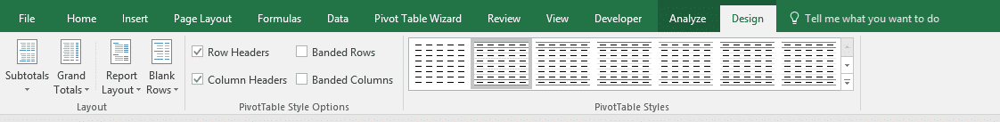 File Home Insert Page Layout Formulas Data Pivot Table Wizard Review View Developer Analyze Design Tell me what you want to do
Subtotals
Grand Totals
Report Layout
Blank Rows
Layout
Row Headers Banded Rows
Column Headers Banded Columns
PivotTable Style Options
PivotTable Styles